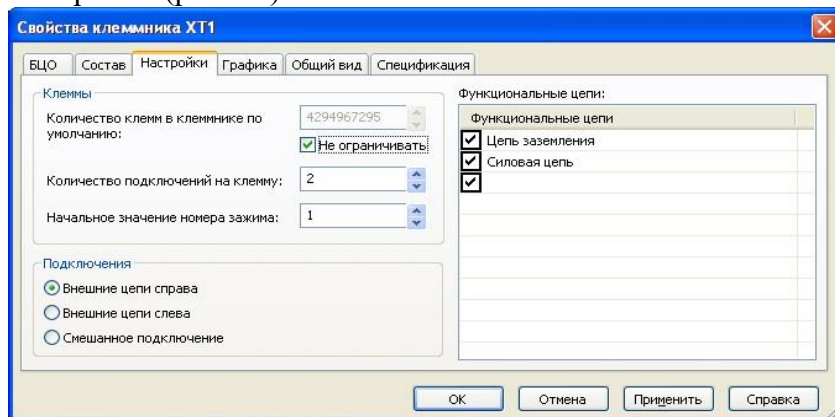 Свойства клеммника XT1
БЦО Состав Настройки Графика Общий вид Спецификация
Клеммы
Количество клемм в клеммнике по умолчанию:
4294967295
Не ограничивать
Количество подключений на клемму:
2
Начальное значение номера зажима:
1
Подключения
Внешние цепи справа
Внешние цепи слева
Смешанное подключение
Функциональные цепи:
Функциональные цепи
Цепь заземления
Силовая цепь
OK Отмена Применить Справка